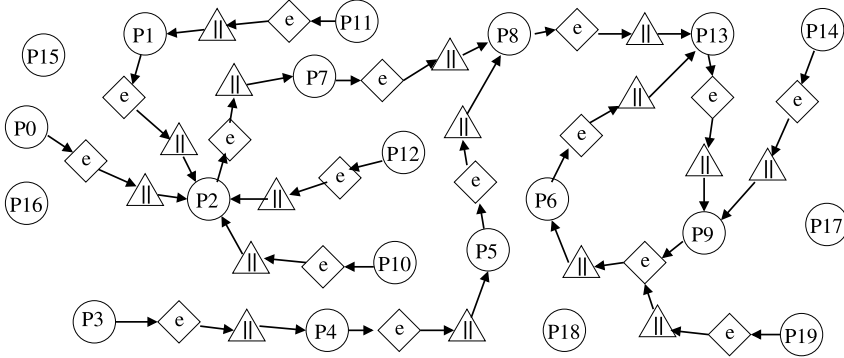 P1 || e P11 P8 e || P13 P14
P15
|| P7 e ||
e e e
||
P0 || e || e
e P12 ||
|| P2 || e e P6 || ||
P16
P17
P5 P9
|| e P10 || e
P3 e || P4 e || P18 || e P19